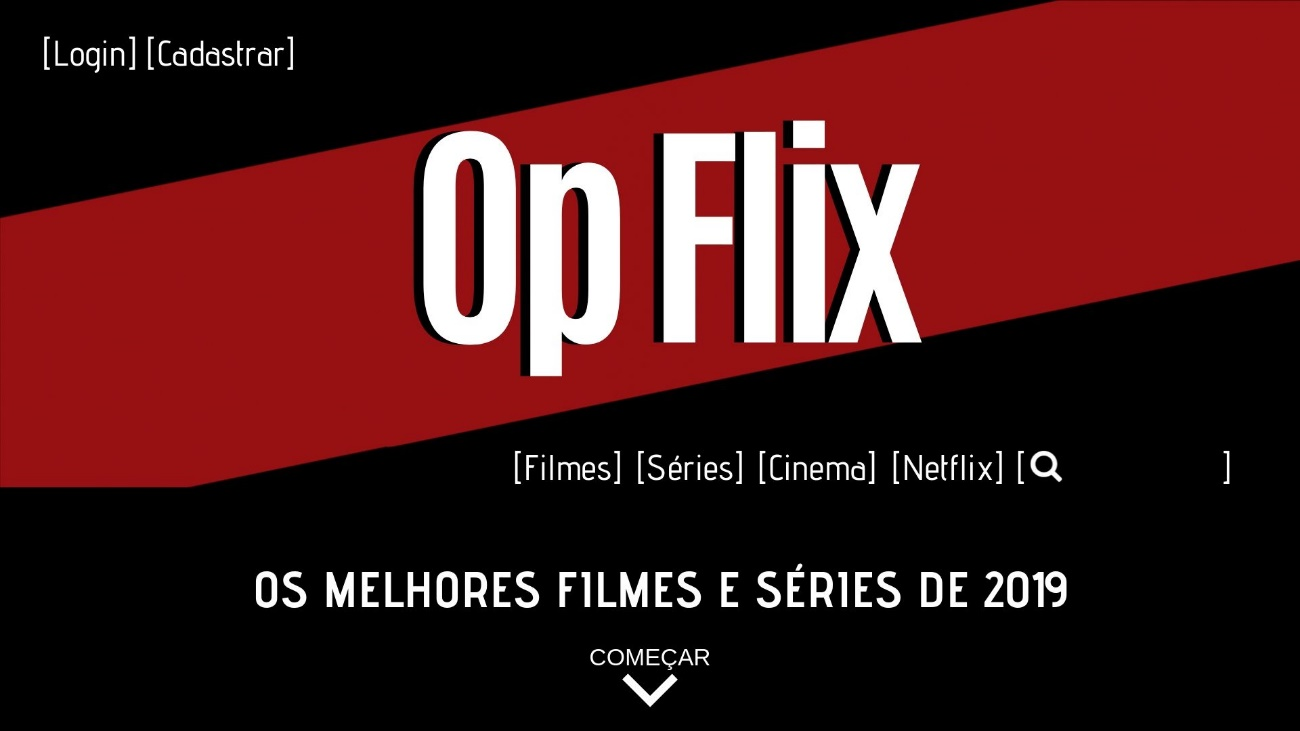 [Login] [Cadastrar]
Op Flix
[Filmes] [Séries] [Cinema] [Netflix] [ ]
OS MELHORES FILMES E SÉRIES DE 2019
COMEÇAR